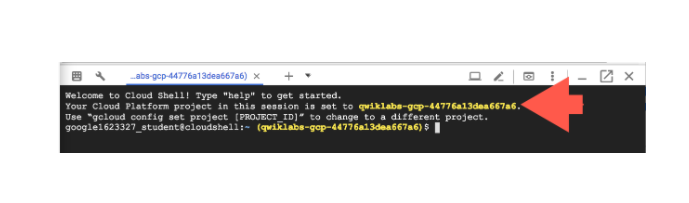 ...abs-gcp-44776a13dea667a6) × + ▾
Welcome to Cloud Shell! Type "help" to get started.
Your Cloud Platform project in this session is set to qwiklabs-gcp-44776a13dea667a6.
Use “gcloud config set project [PROJECT_ID]” to change to a different project.
google1623327_student@cloudshell:~ (qwiklabs-gcp-44776a13dea667a6)$